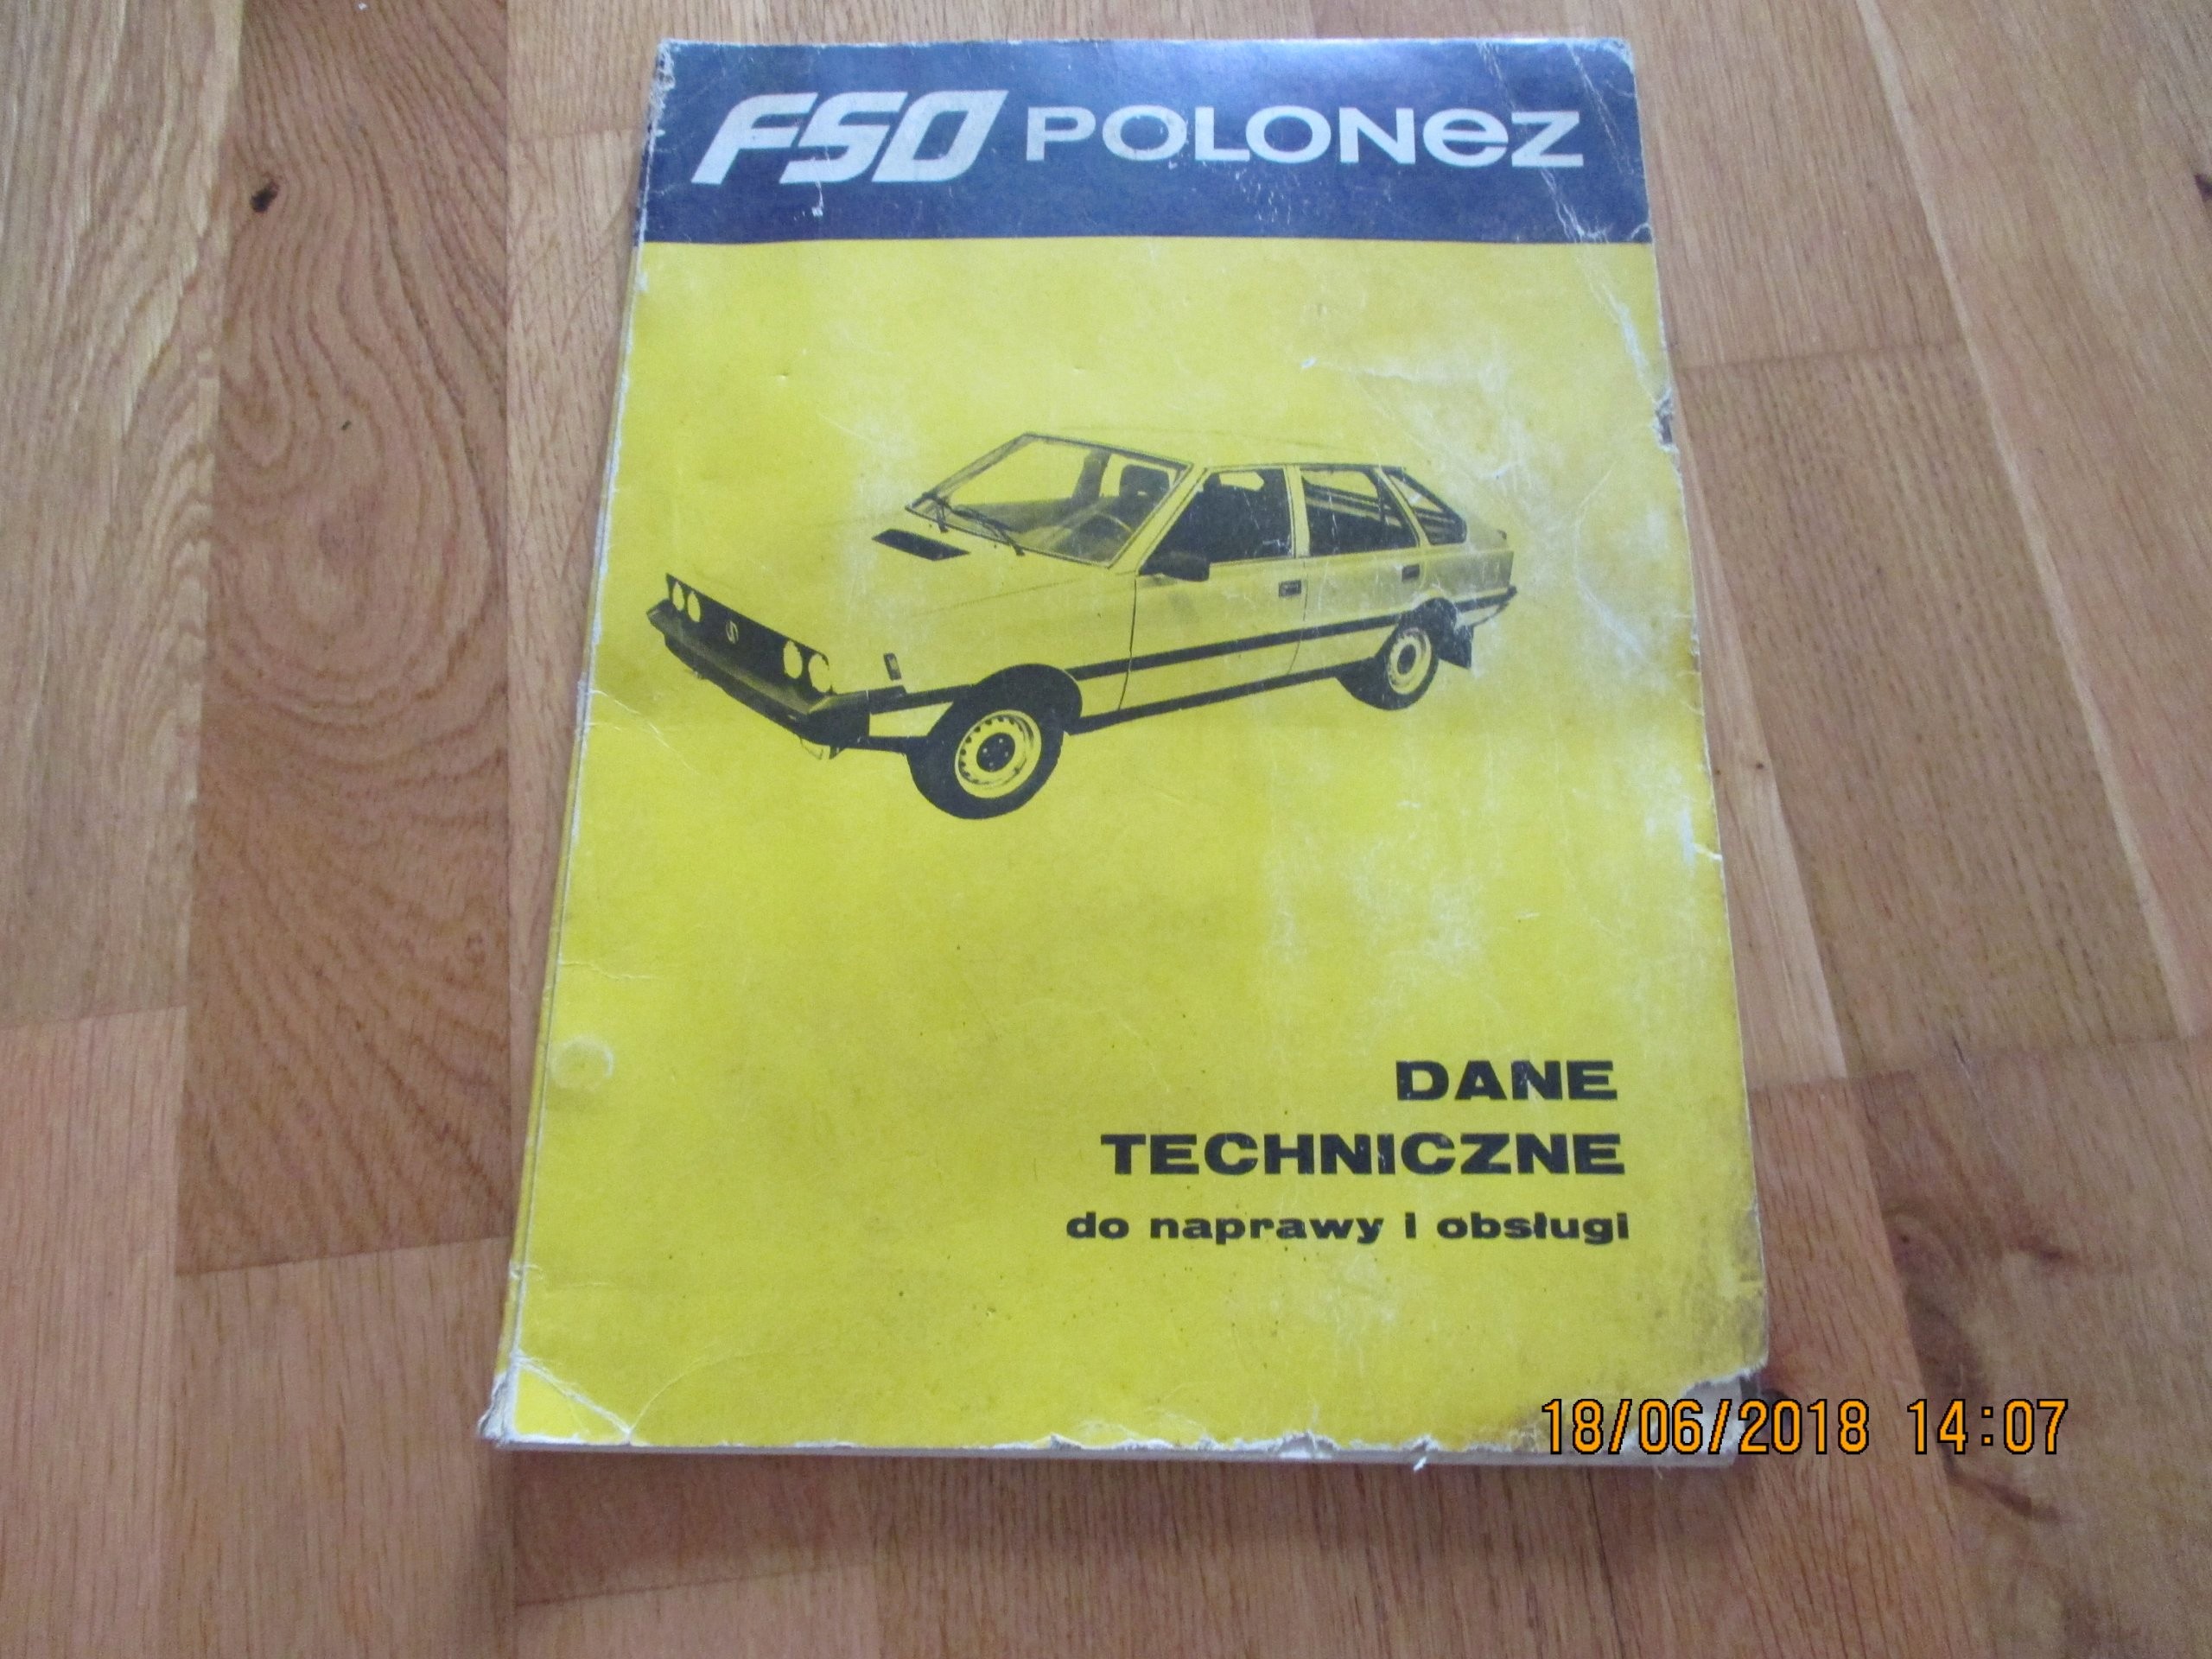 FSO POLONeZ
DANE
TECHNICZNE
do naprawy i obsługi
18/06/2018 14:07